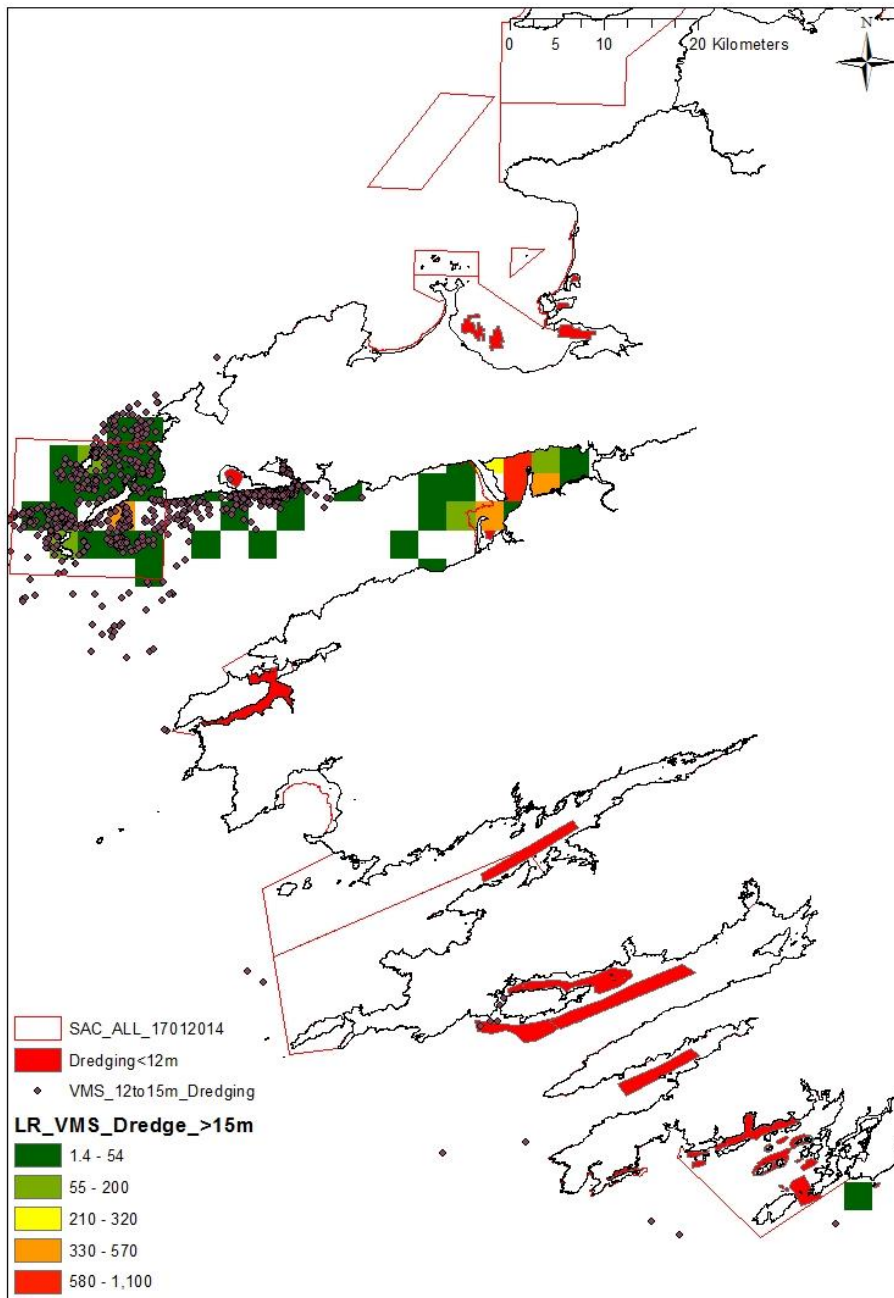 N
0 5 10 20 Kilometers
SAC_ALL_17012014
Dredging<12m
VMS_12to15m_Dredging
LR_VMS_Dredge_>15m
1.4 - 54
55 - 200
210 - 320
330 - 570
580 - 1,100